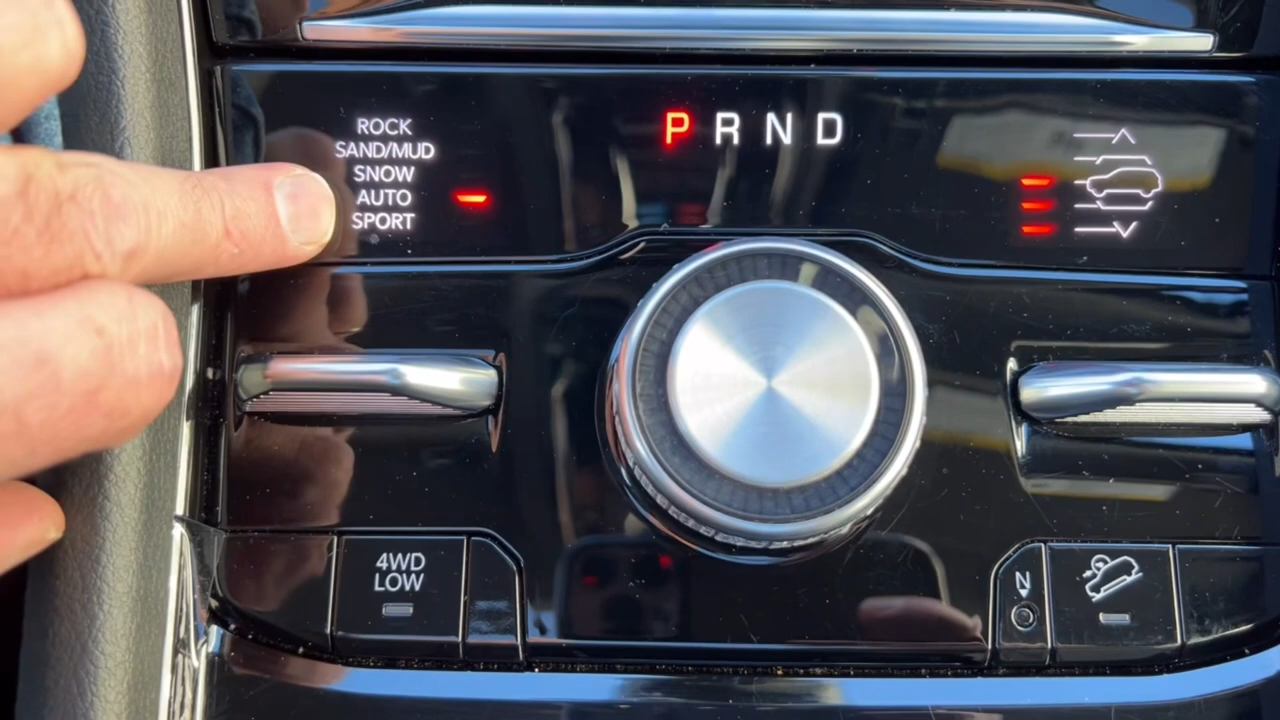 ROCK
SAND/MUD
SNOW
AUTO
SPORT
P R N D
4WD
LOW
N